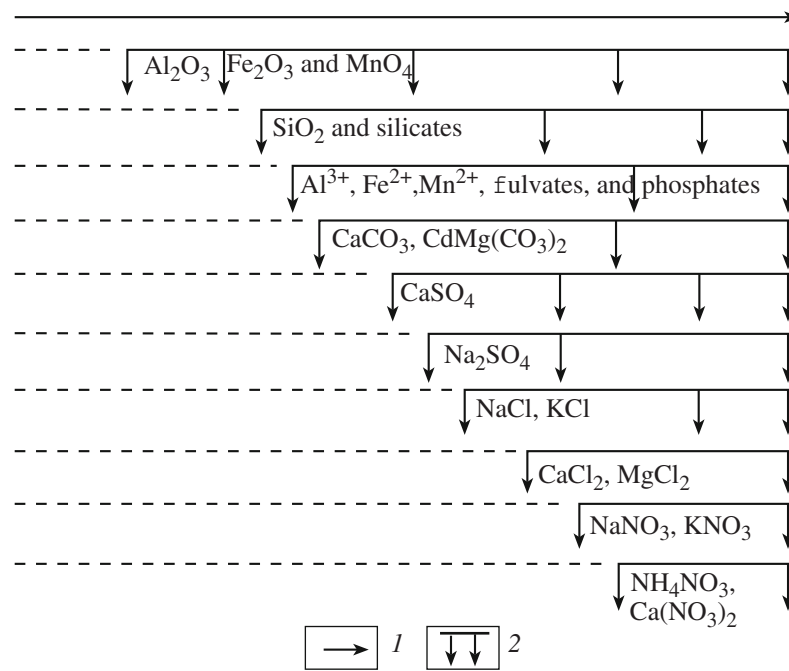 Al₂O₃ Fe₂O₃ and MnO₄
SiO₂ and silicates
Al³⁺, Fe²⁺,Mn²⁺, fulvates, and phosphates
CaCO₃, CdMg(CO₃)₂
CaSO₄
Na₂SO₄
NaCl, KCl
CaCl₂, MgCl₂
NaNO₃, KNO₃
NH₄NO₃,
Ca(NO₃)₂
1 2